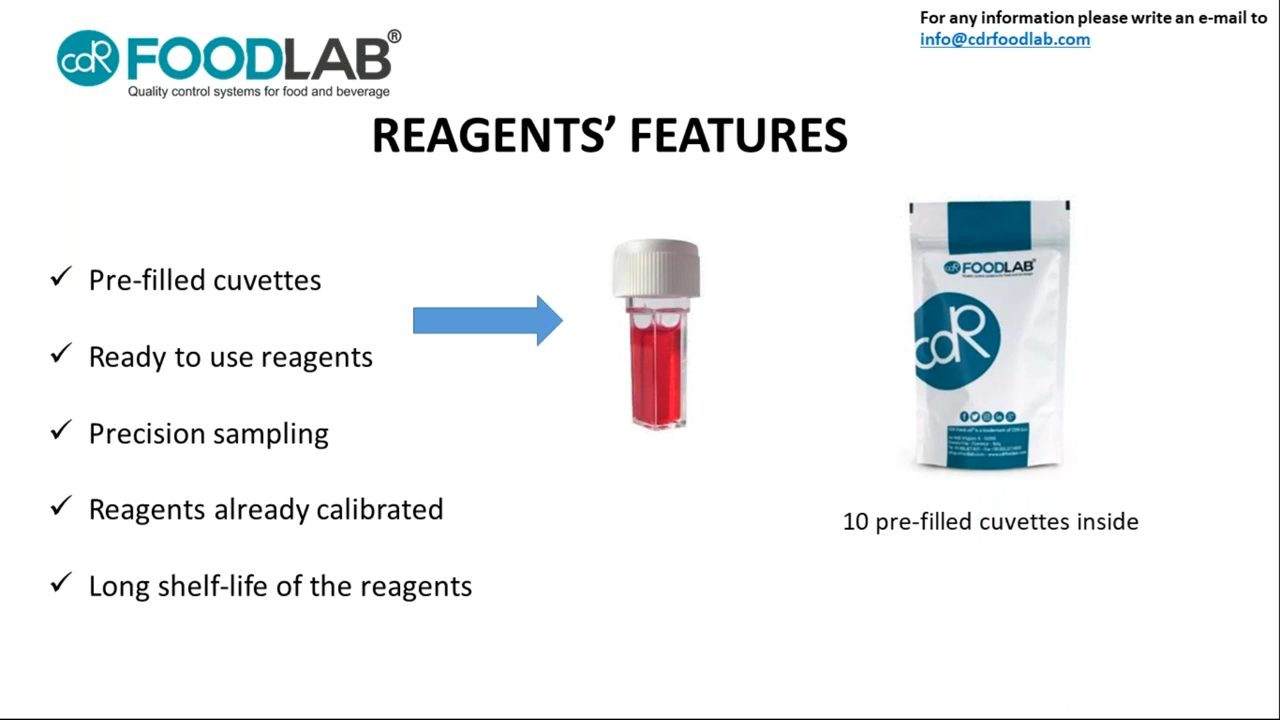 For any information please write an e-mail to
info@cdrfoodlab.com
cdR FOODLAB®
Quality control systems for food and beverage
REAGENTS’ FEATURES
✓ Pre-filled cuvettes
✓ Ready to use reagents
✓ Precision sampling
✓ Reagents already calibrated
✓ Long shelf-life of the reagents
cdR FOODLAB®
cdR
10 pre-filled cuvettes inside